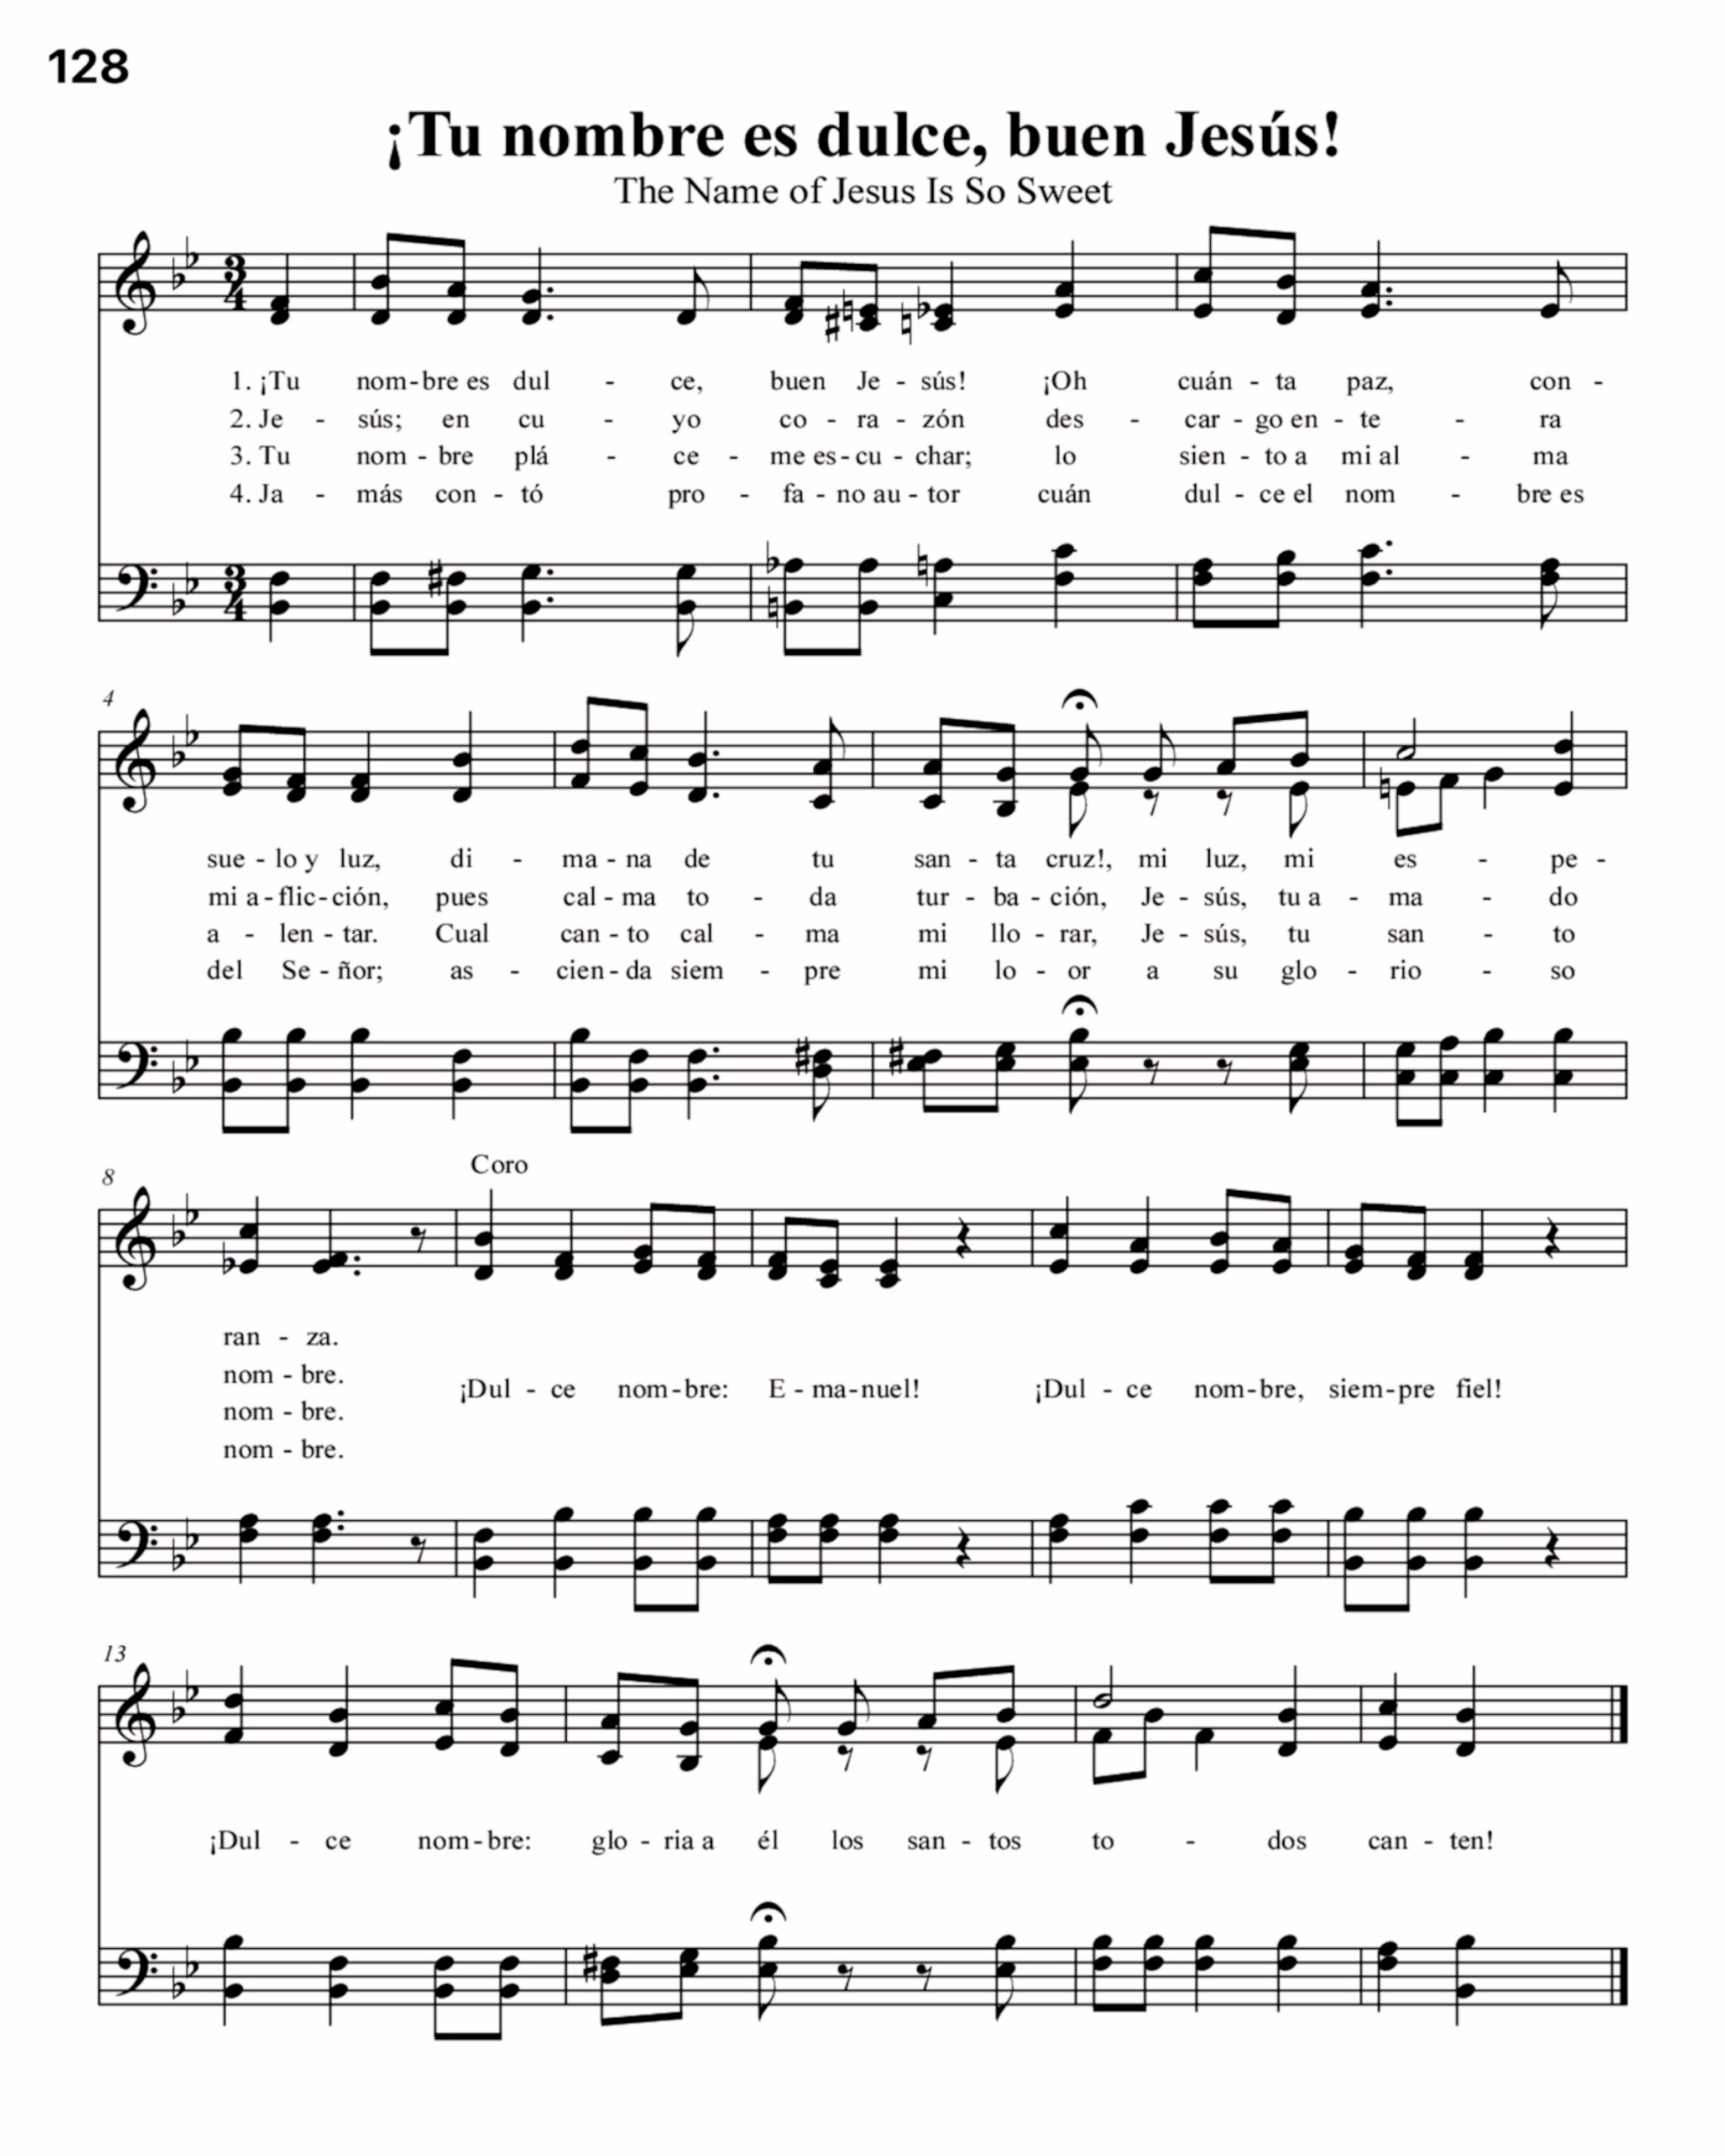 128
¡Tu nombre es dulce, buen Jesús!
The Name of Jesus Is So Sweet
3 4
1. ¡Tu nom - bre es dul - ce, buen Je - sús! ¡Oh cuán - ta paz, con -
2. Je - sús; en cu - yo co - ra - zón des - car - go en - te - ra
3. Tu nom - bre plá - ce - me es - cu - char; lo sien - to a mi al - ma
4. Ja - más con - tó pro - fa - no au - tor cuán dul - ce el nom - bre es
3 4
4
sue - lo y luz, di - ma - na de tu san - ta cruz!, mi luz, mi es - pe -
mi a - flic - ción, pues cal - ma to - da tur - ba - ción, Je - sús, tu a - ma - do
a - len - tar. Cual can - to cal - ma mi llo - rar, Je - sús, tu san - to
del Se - ñor; as - cien - da siem - pre mi lo - or a su glo - rio - so
8
Coro
ran - za.
nom - bre.
nom - bre.
nom - bre.
¡Dul - ce nom - bre: E - ma - nuel! ¡Dul - ce nom - bre, siem - pre fiel!
13
¡Dul - ce nom - bre: glo - ria a él los san - tos to - dos can - ten!